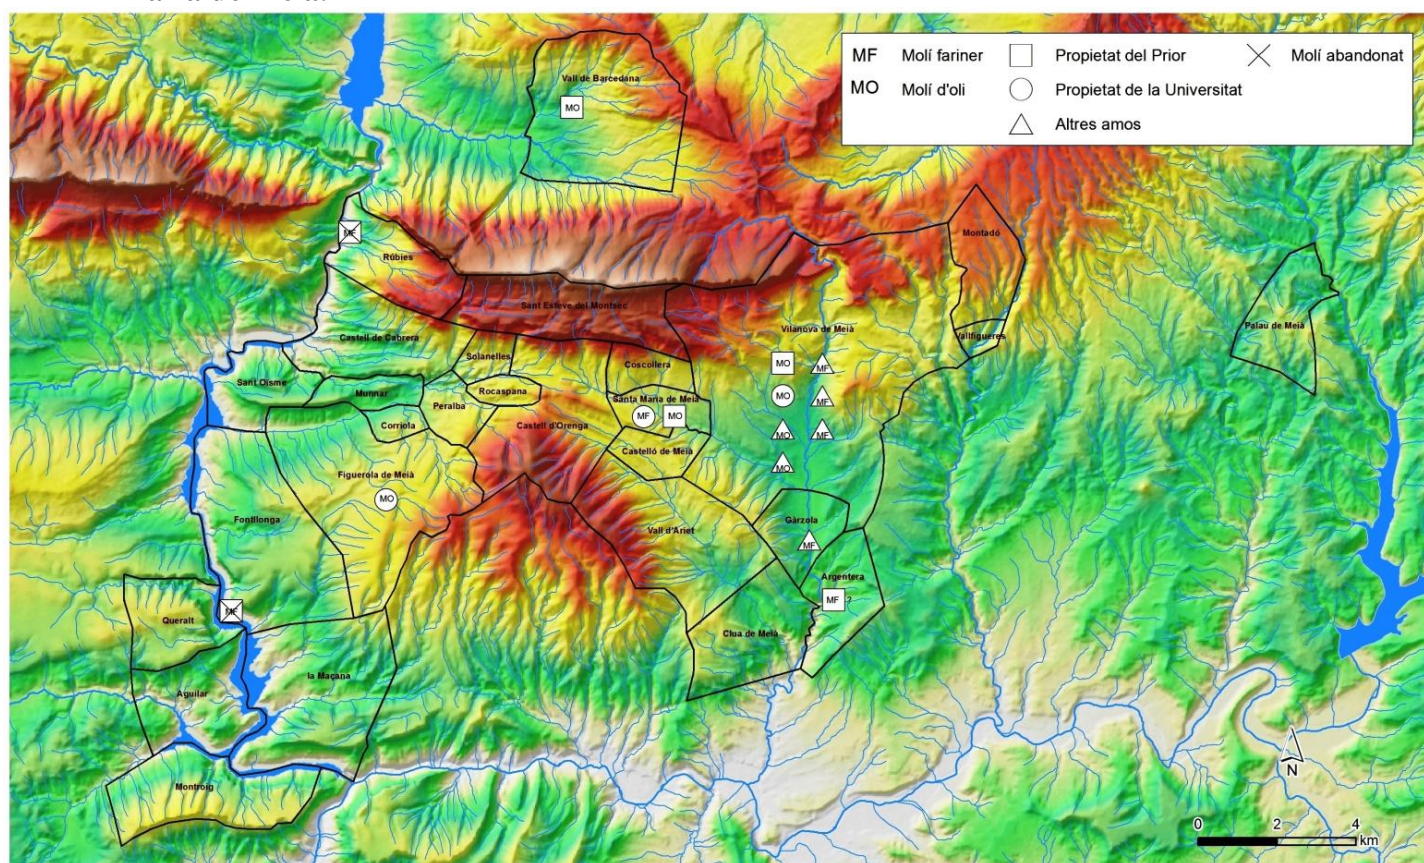 MF Molí fariner
Propietat del Prior
Molí abandonat
MO Molí d'oli
Propietat de la Universitat
Altres amos
Vall de Barcedana
MO
MF
Rúbies
Montadó
Sant Esteve del Montsec
Vilanova de Meià
Palau de Meià
Castell de Cabrera
Vallfigueres
Solanelles
Coscollera
MO
MF
Sant Oïsme
Munnar
Rocaspana
Peralba
Santa Maria de Meià
MO
MF
MF
MO
Corriola
Castell d'Orenga
MO
MF
Castelló de Meià
MO
Figuerola de Meià
MO
Fontllonga
Vall d'Ariet
Gàrzola
MF
Argentera
MF ?
MF
Queralt
Clua de Meià
la Maçana
Aguilar
Montroig
N
0 2 4
km